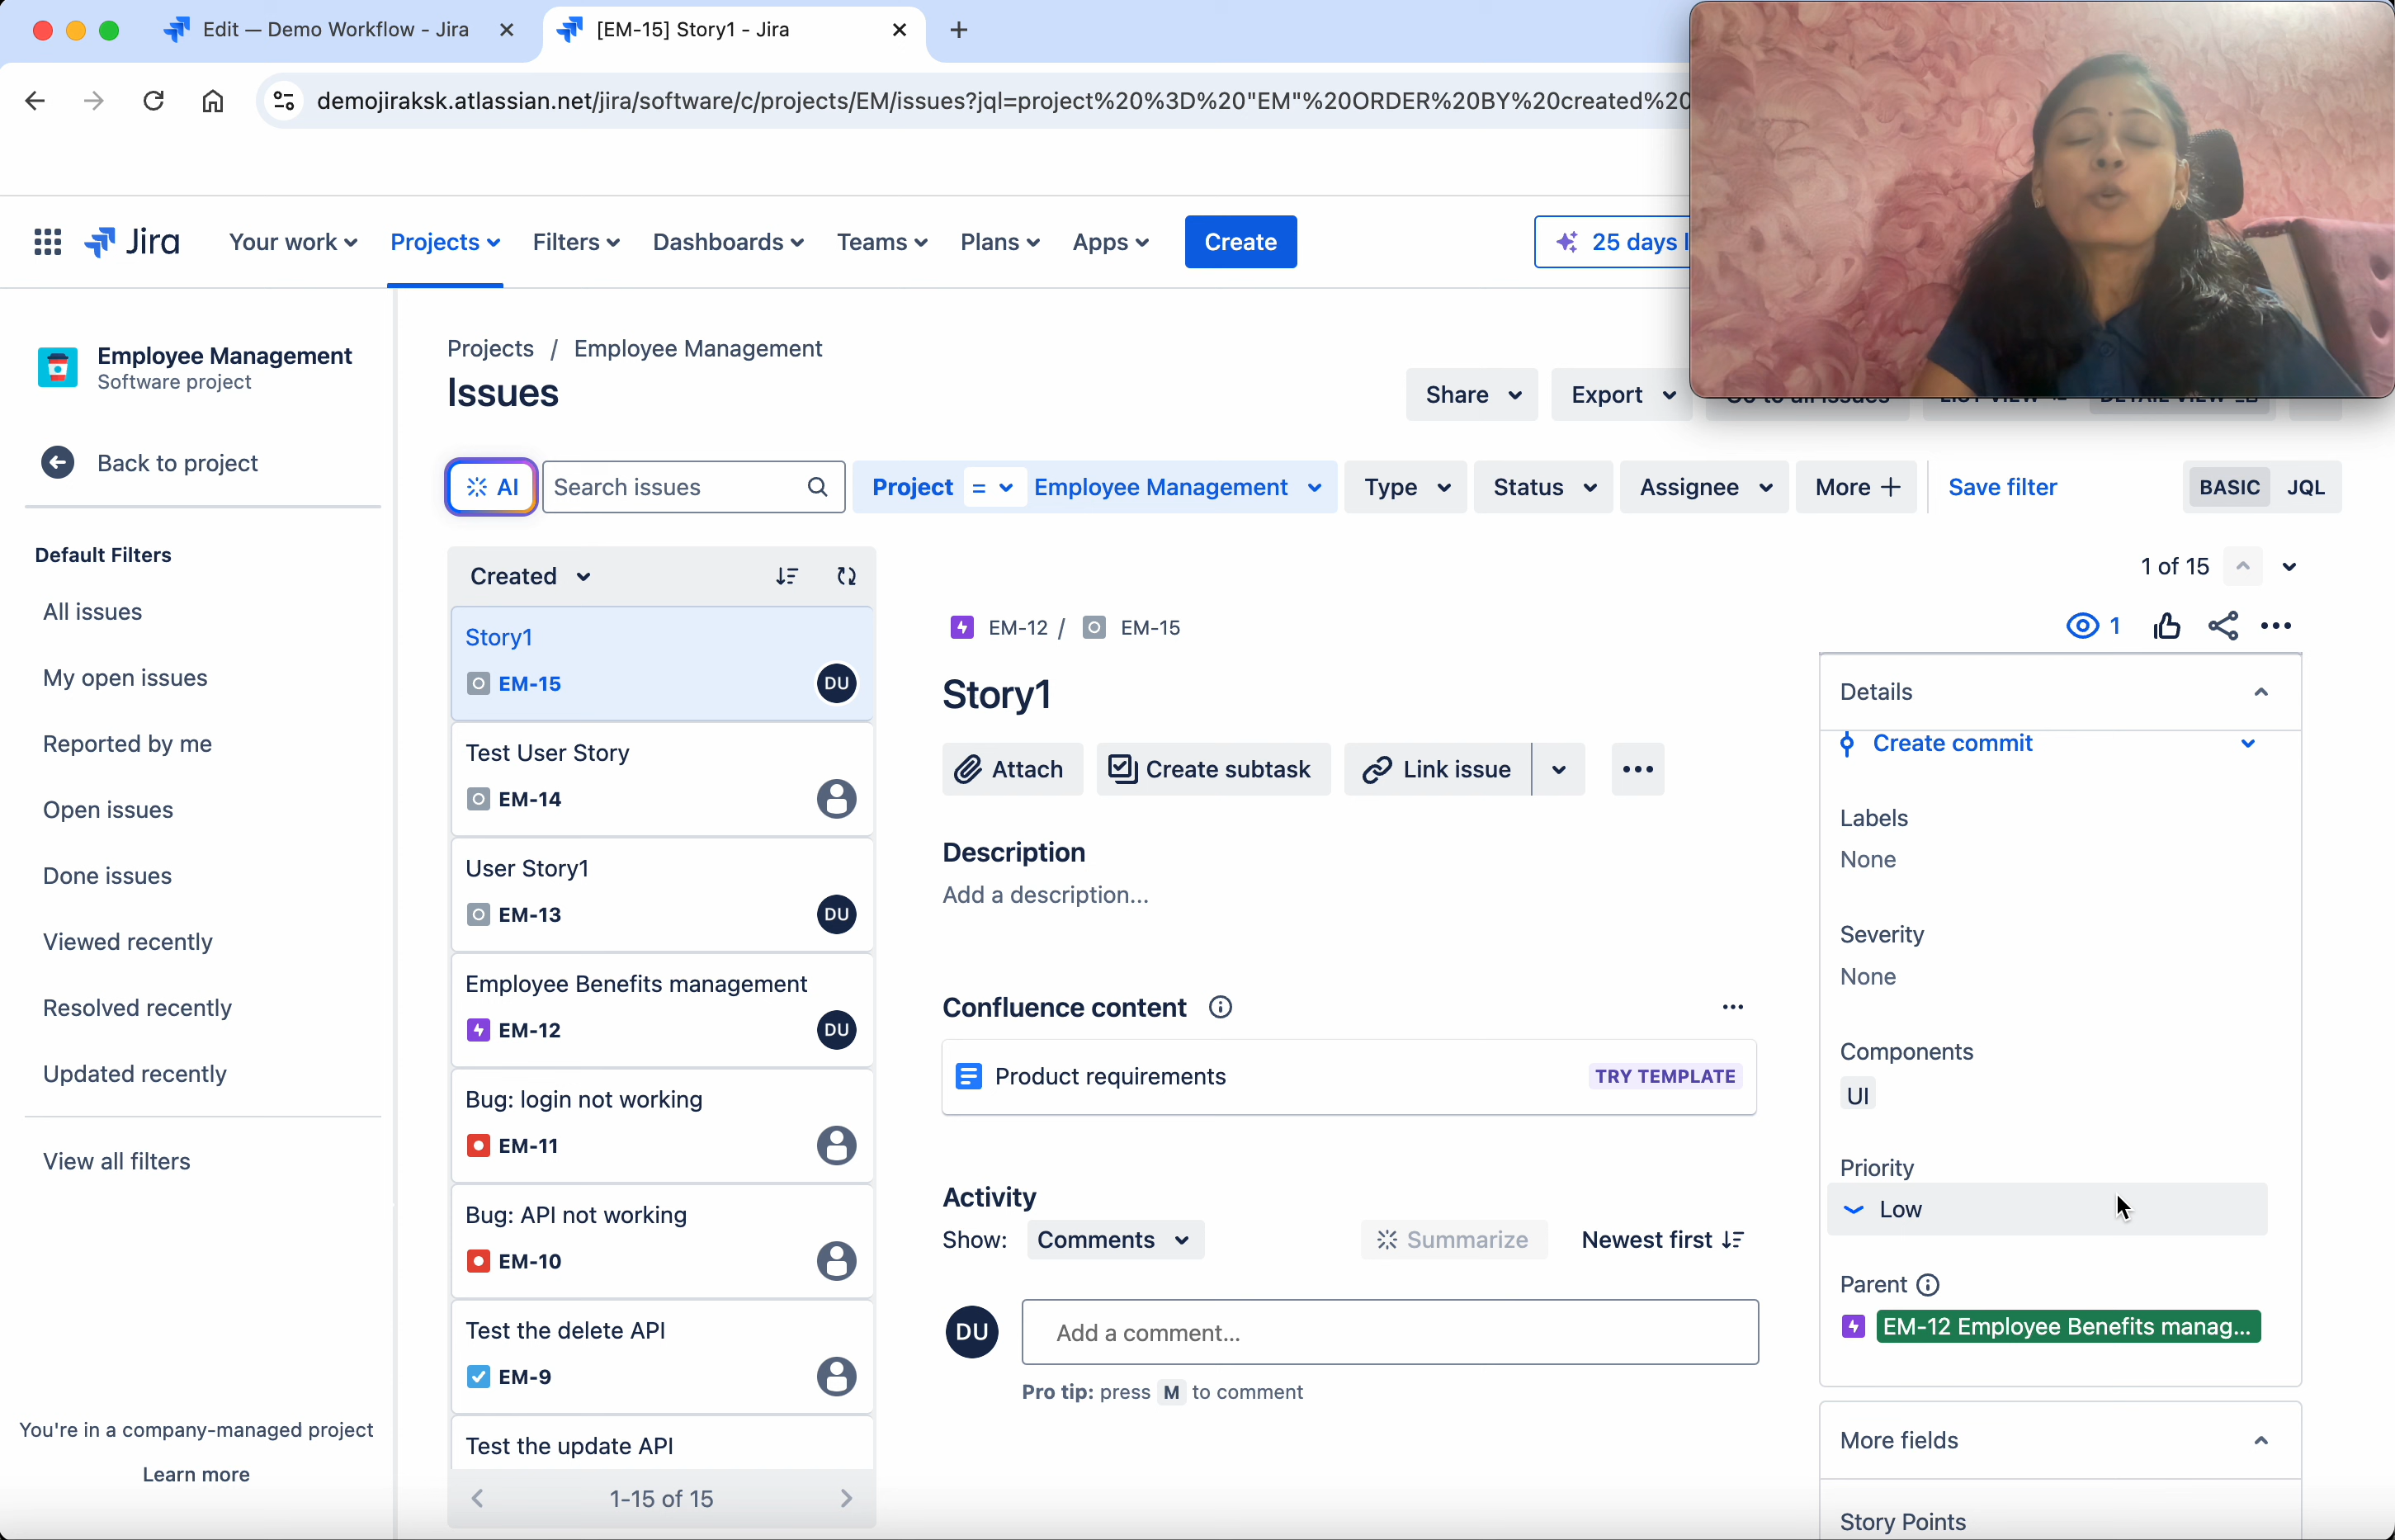 Edit — Demo Workflow - Jira
[EM-15] Story1 - Jira
demojiraksk.atlassian.net/jira/software/c/projects/EM/issues?jql=project%20%3D%20"EM"%20ORDER%20BY%20created%20
Jira
Your work
Projects
Filters
Dashboards
Teams
Plans
Apps
Create
25 days
Employee Management
Software project
Back to project
Default Filters
All issues
My open issues
Reported by me
Open issues
Done issues
Viewed recently
Resolved recently
Updated recently
View all filters
You're in a company-managed project
Learn more
Projects / Employee Management
Issues
Share
Export
Go to all issues
LIST VIEW
DETAIL VIEW
AI
Search issues
Project = Employee Management
Type
Status
Assignee
More
Save filter
BASIC
JQL
Created
Story1
EM-15
DU
Test User Story
EM-14
User Story1
EM-13
DU
Employee Benefits management
EM-12
DU
Bug: login not working
EM-11
Bug: API not working
EM-10
Test the delete API
EM-9
Test the update API
1-15 of 15
1 of 15
EM-12 / EM-15
1
Story1
Attach
Create subtask
Link issue
Description
Add a description...
Confluence content
Product requirements
TRY TEMPLATE
Activity
Show:
Comments
Summarize
Newest first
DU
Add a comment...
Pro tip: press M to comment
Details
Create commit
Labels
None
Severity
None
Components
UI
Priority
Low
Parent
EM-12 Employee Benefits manag...
More fields
Story Points